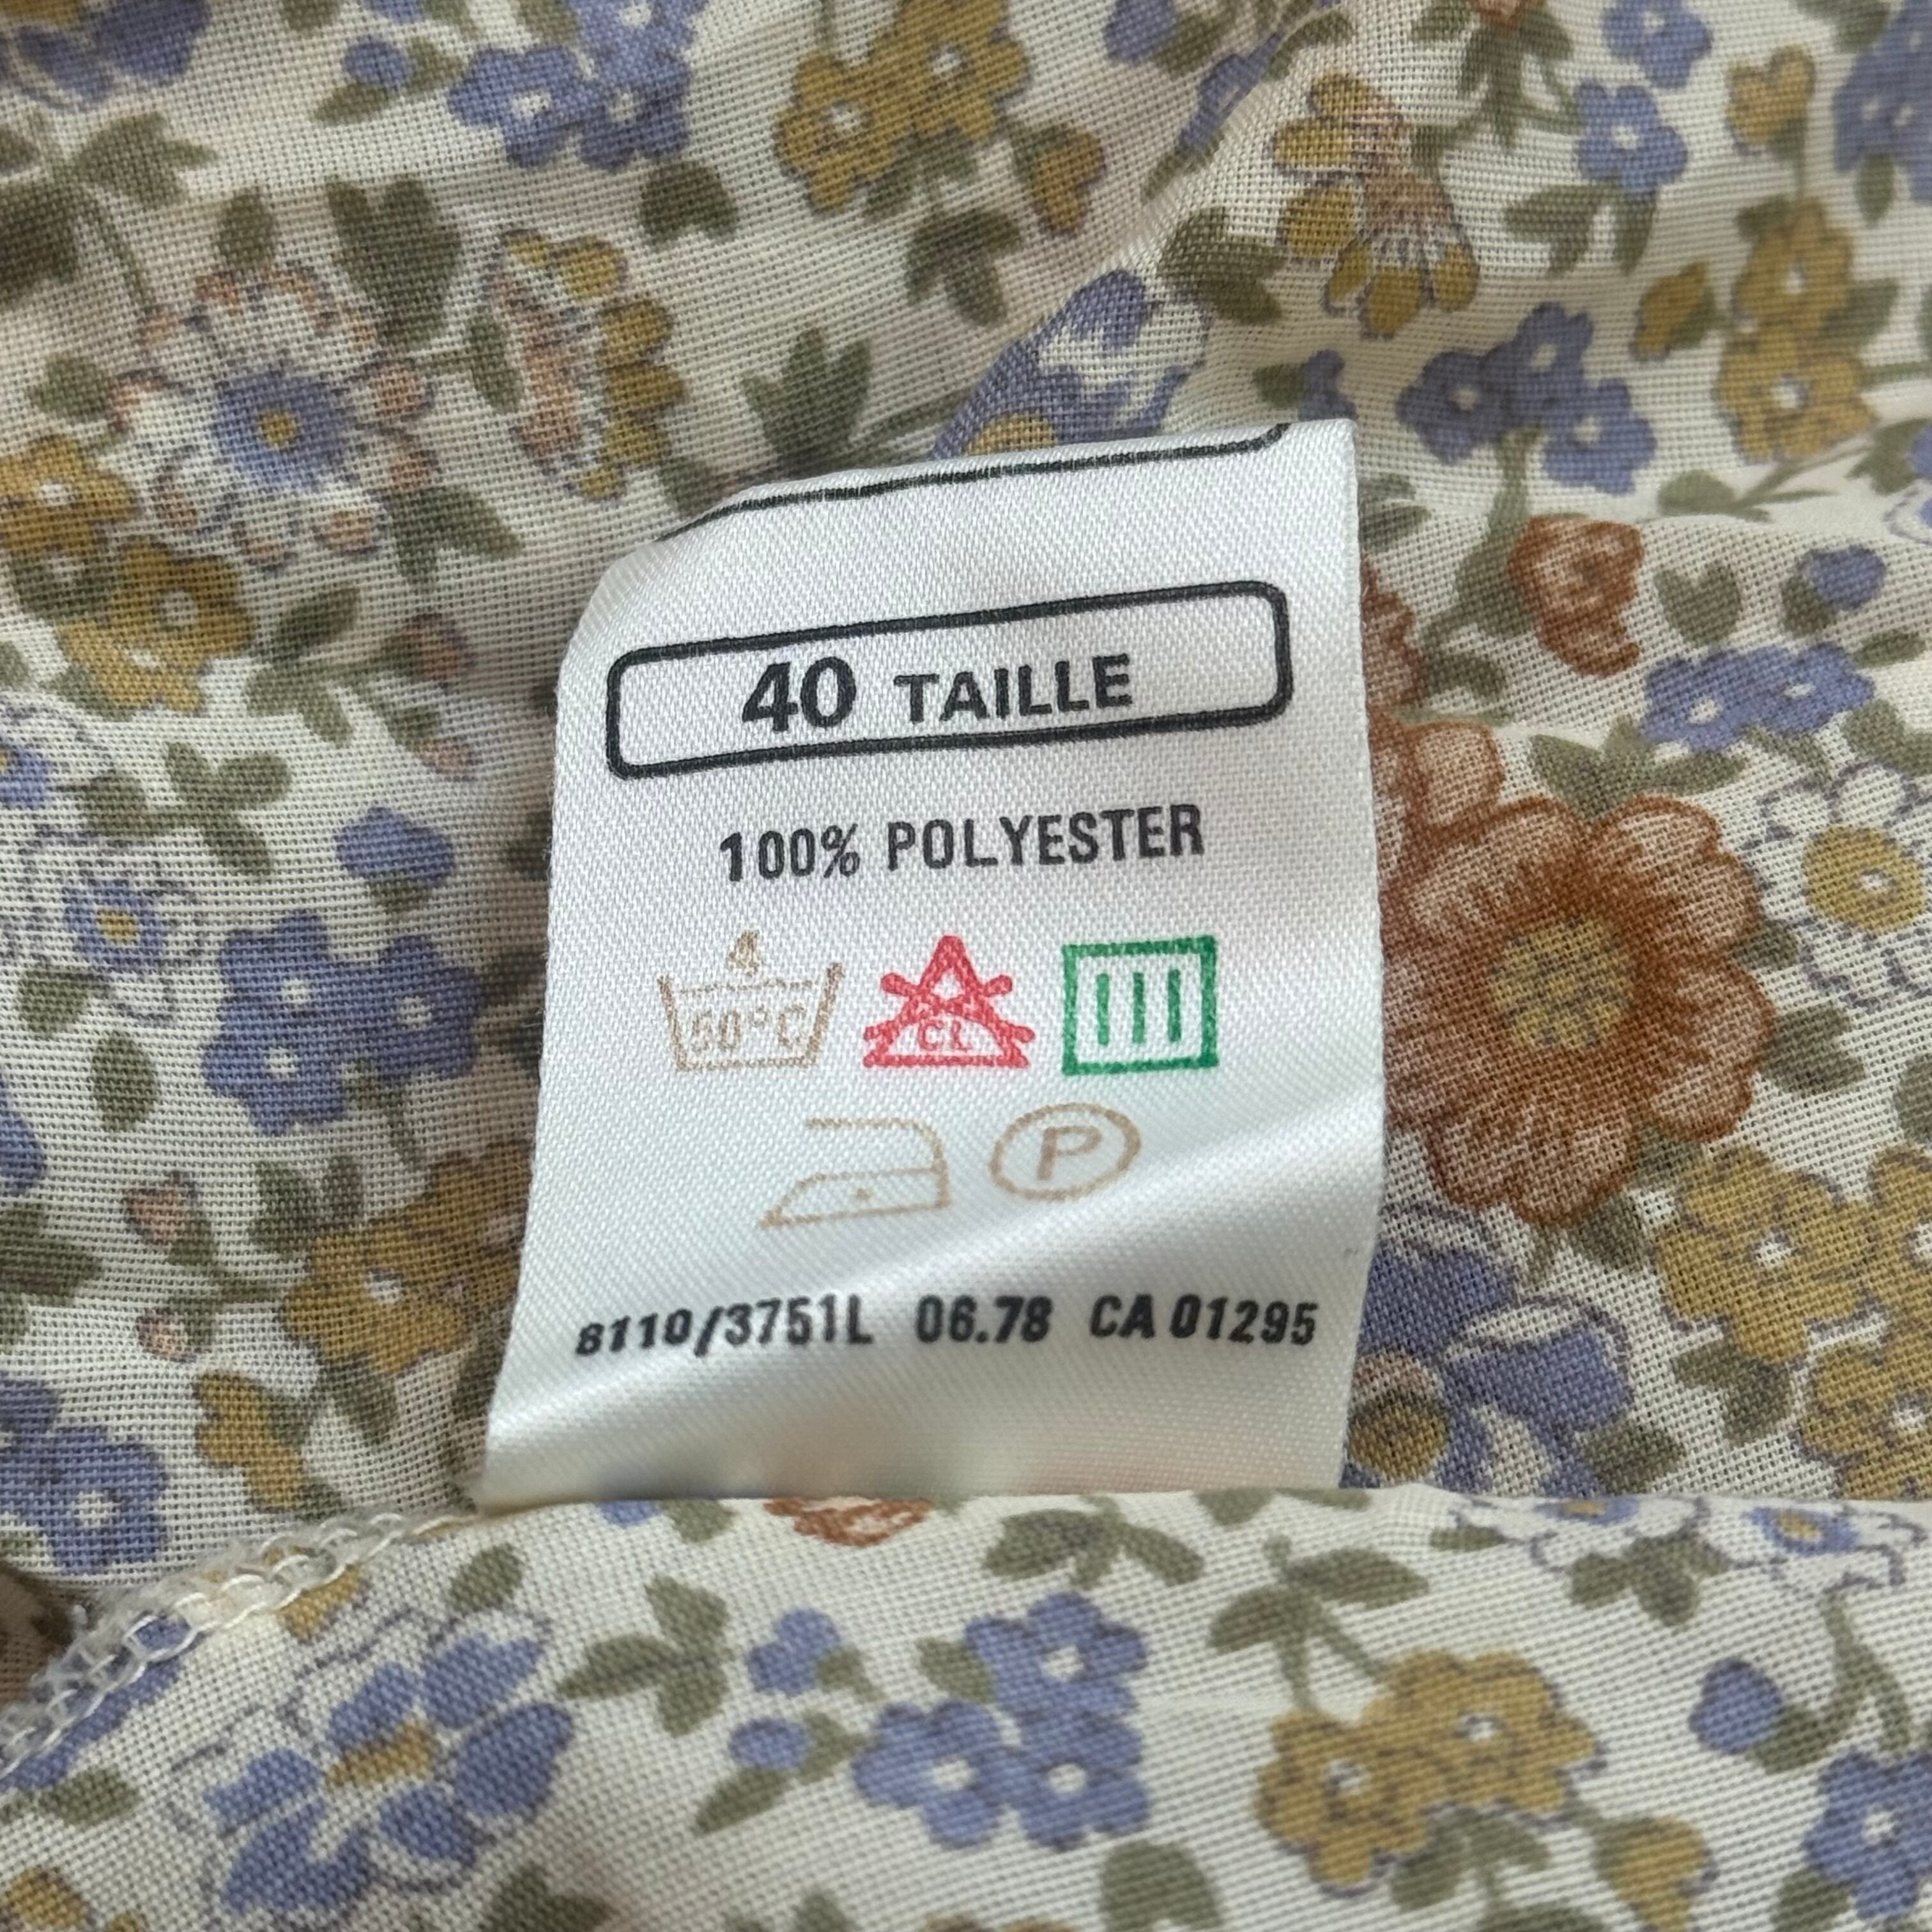 40 TAILLE
100% POLYESTER
4
50°C CL
P
8110/3751L 06.78 CA 01295